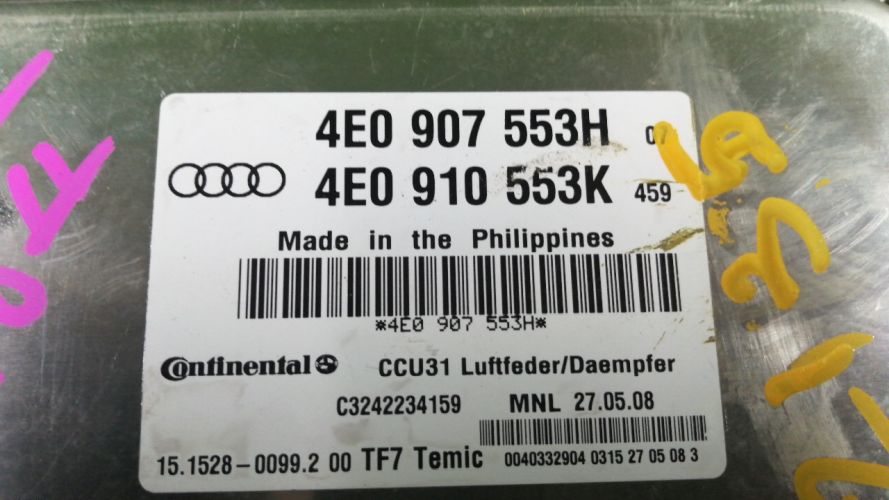 4E0 907 553H 07
4E0 910 553K 459
Made in the Philippines
*4E0 907 553H*
Continental CCU31 Luftfeder/Daempfer
C3242234159 MNL 27.05.08
15.1528-0099.2 00 TF7 Temic 0040332904 0315 27 05 08 3